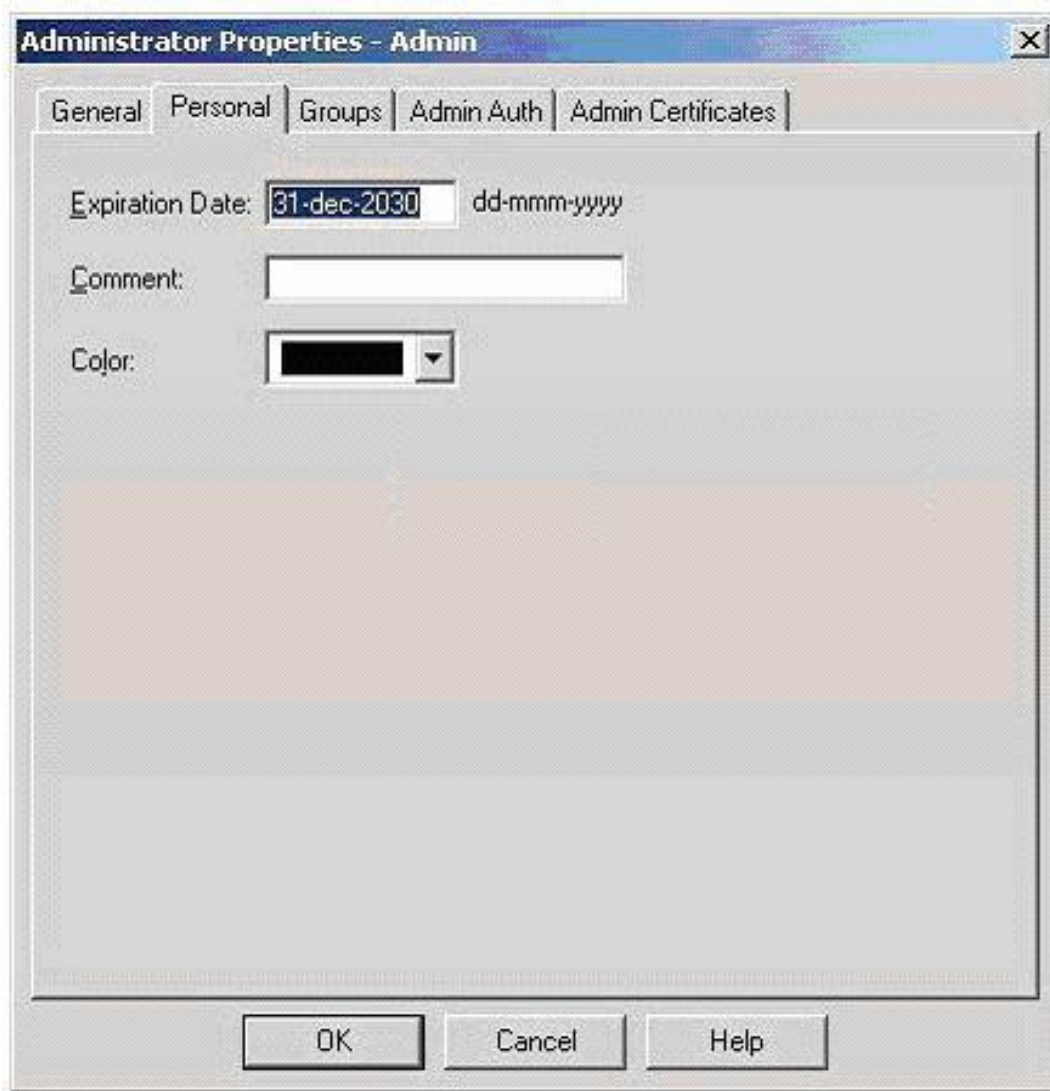 Administrator Properties - Admin
General Personal Groups Admin Auth Admin Certificates
Expiration Date: 31-dec-2030 dd-mmm-yyyy
Comment:
Color:
OK Cancel Help